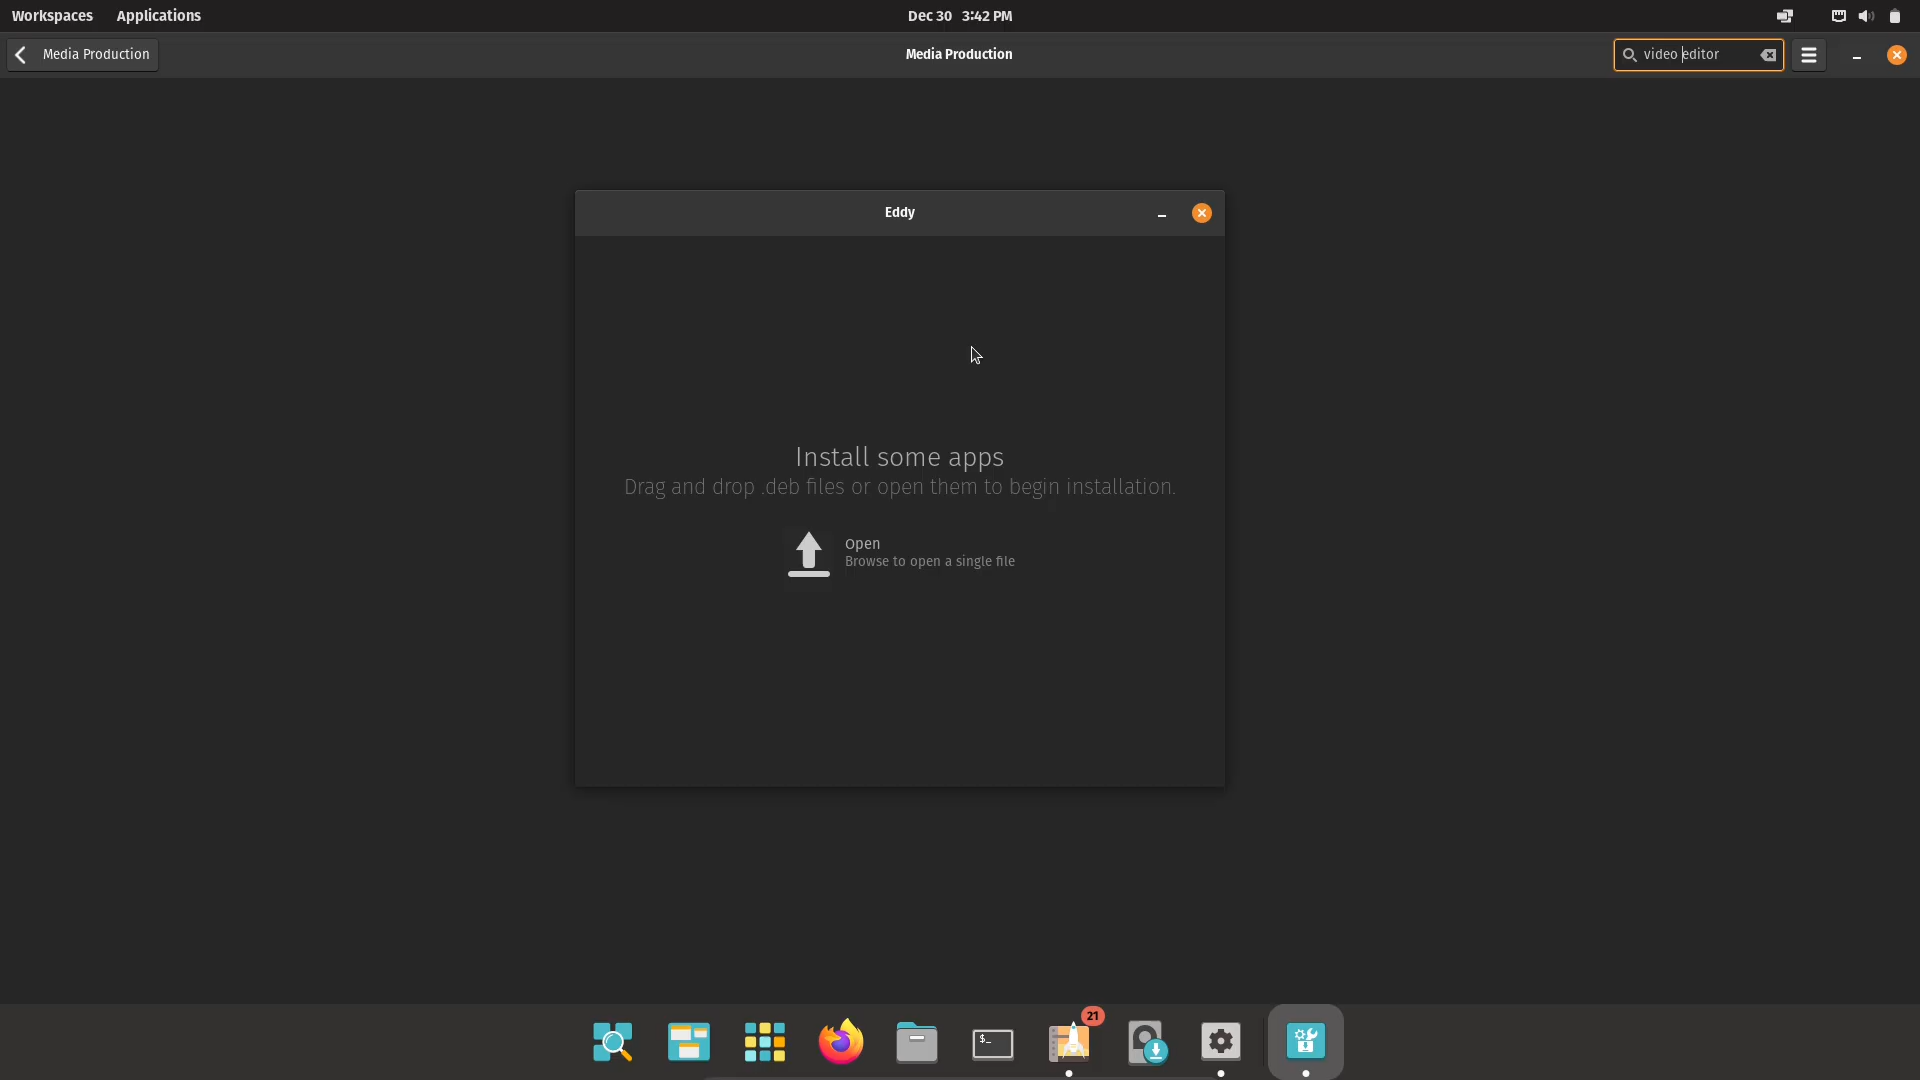 Workspaces Applications Dec 30 3:42 PM
Media Production Media Production video editor
Eddy
Install some apps
Drag and drop .deb files or open them to begin installation.
Open
Browse to open a single file
21
$_